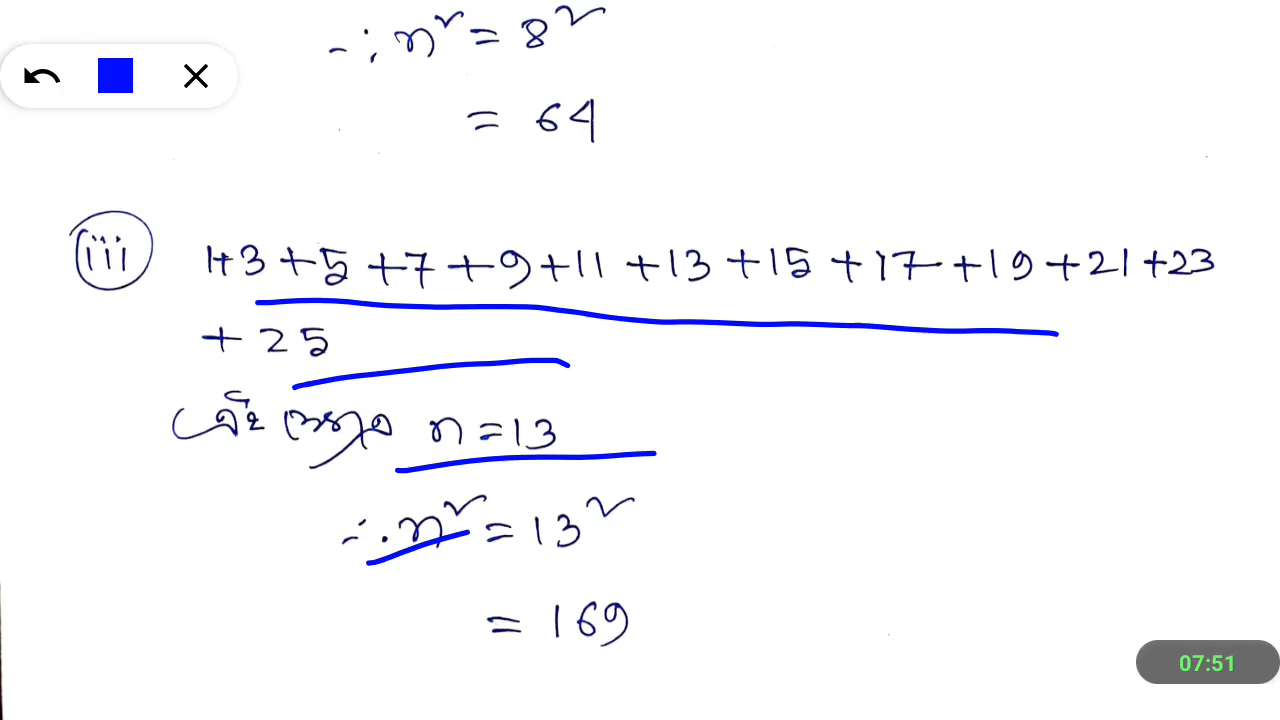 ∴ n² = 8²
= 64
(iii) 1+3+5+7+9+11+13+15+17+19+21+23
+25
n=13
∴ n² = 13²
= 169
07:51